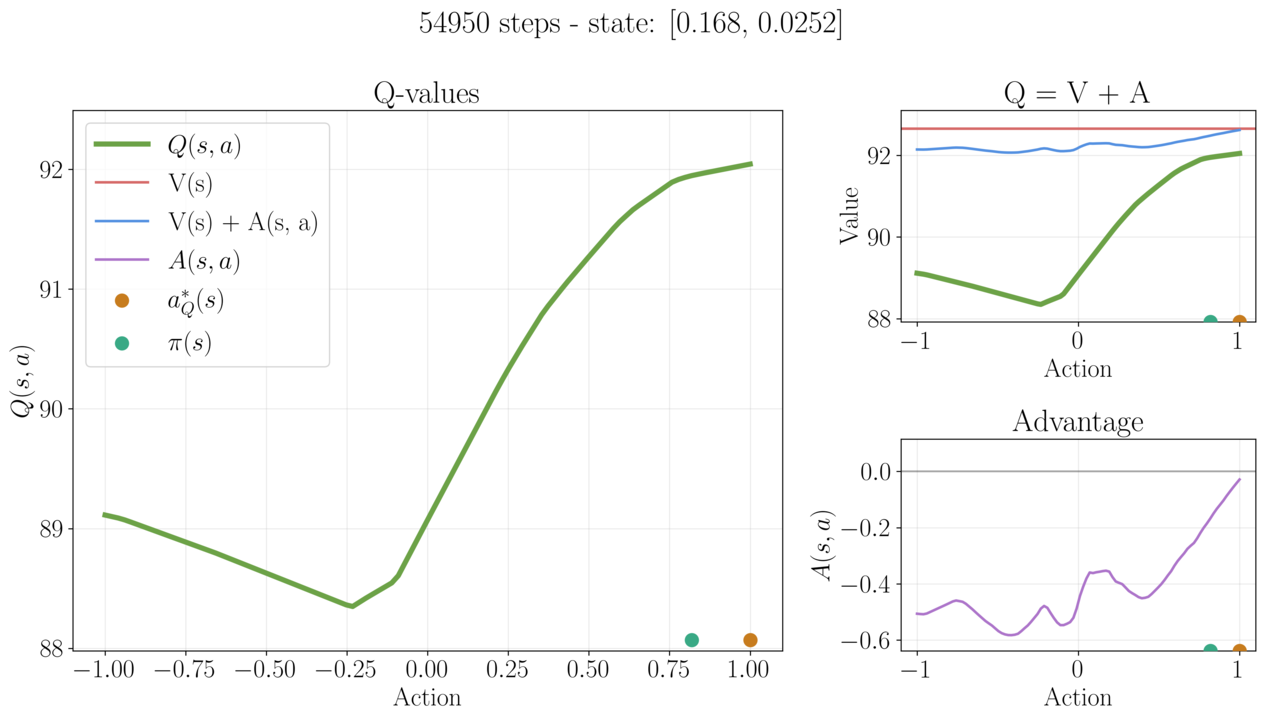 54950 steps - state: [0.168, 0.0252]
Q-values
Q(s, a)
V(s)
V(s) + A(s, a)
A(s, a)
a*_Q(s)
π(s)
Q(s, a)
92
91
90
89
88
−1.00 −0.75 −0.50 −0.25 0.00 0.25 0.50 0.75 1.00
Action
Q = V + A
Value
92
90
88
−1 0 1
Action
Advantage
A(s, a)
0.0
−0.2
−0.4
−0.6
−1 0 1
Action